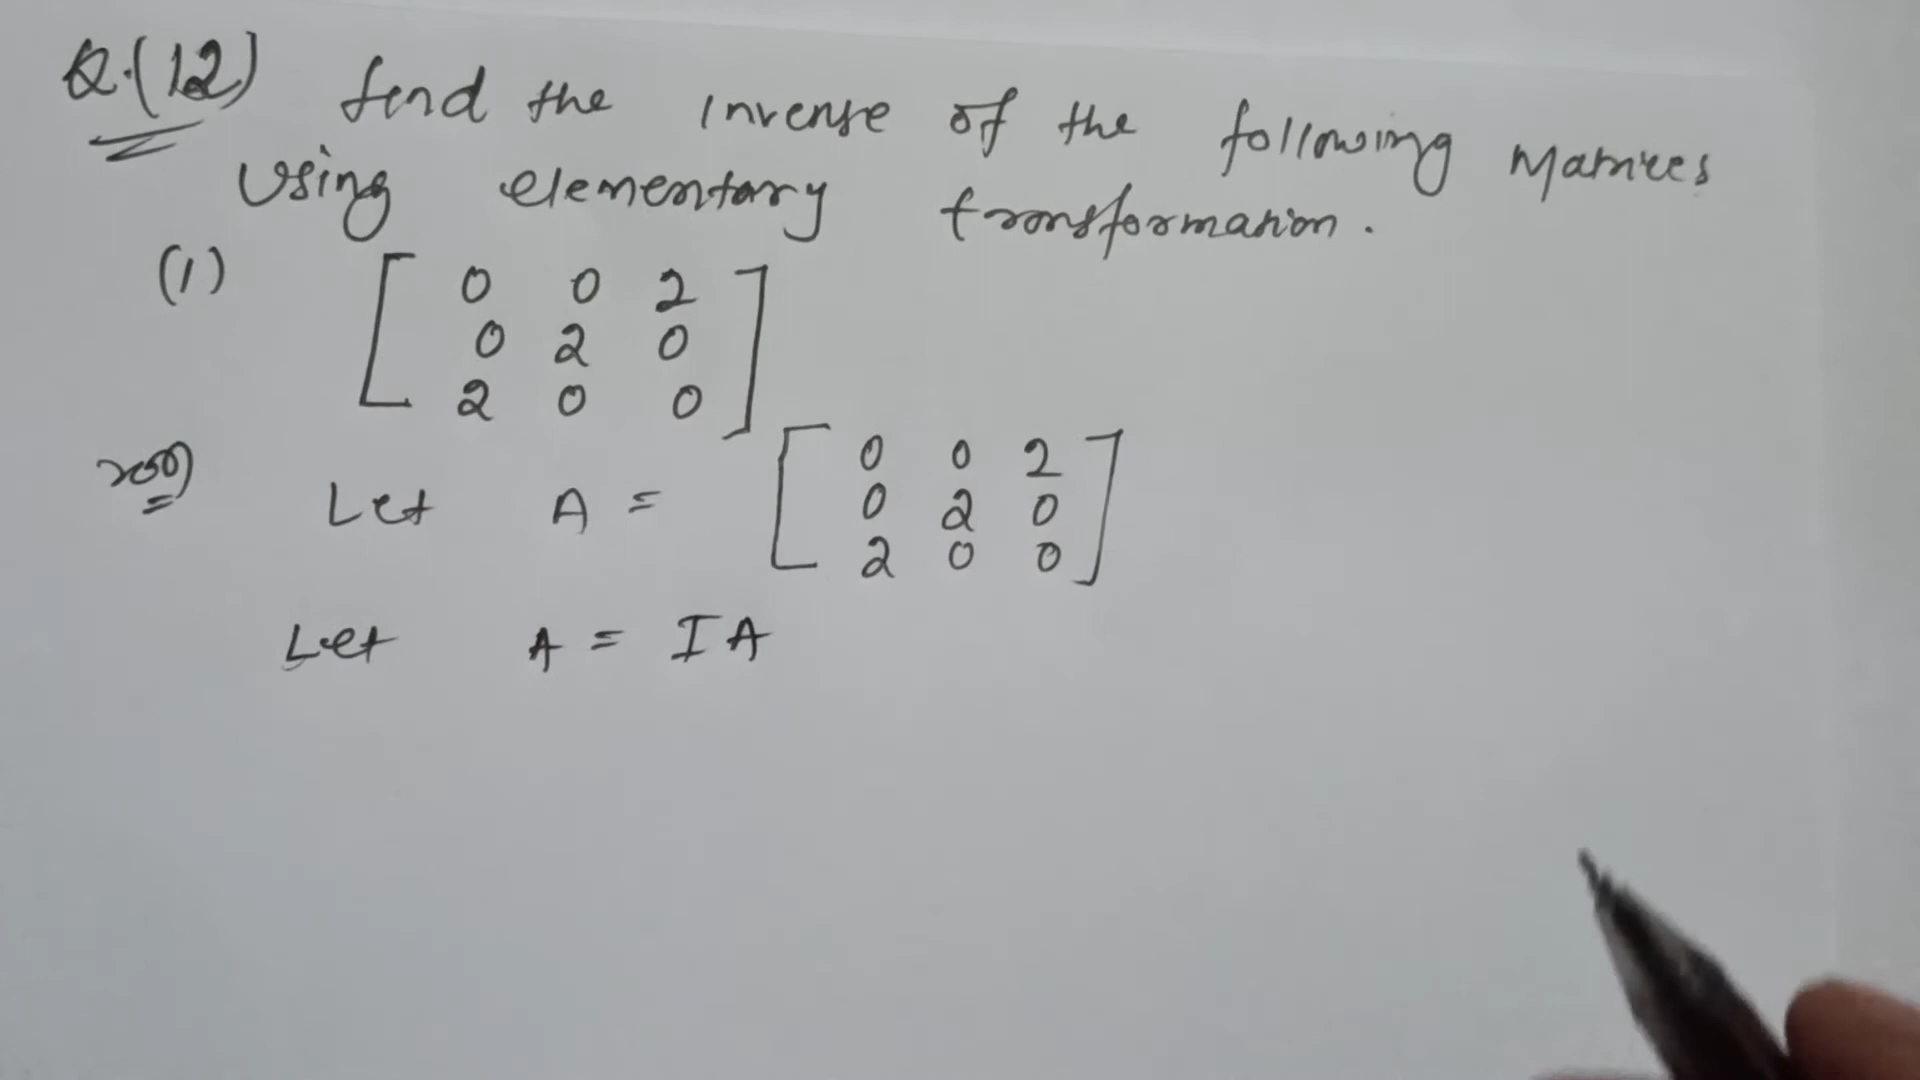 Q.(12) find the inverse of the following Matrices
using elementary transformation.
(1) [ 0 0 2
0 2 0
2 0 0 ]
Let A = [ 0 0 2
0 2 0
2 0 0 ]
Let A = IA